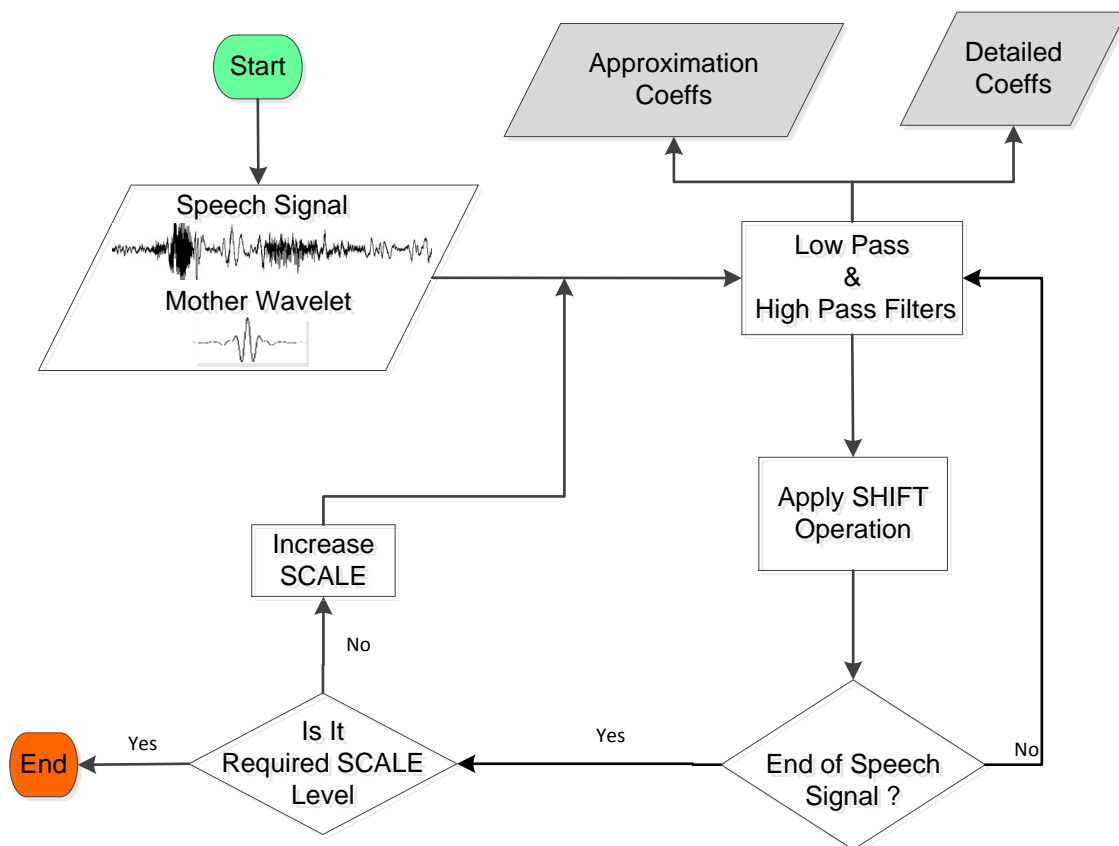 Start
Approximation
Coeffs
Detailed
Coeffs
Speech Signal
Mother Wavelet
Low Pass
&
High Pass Filters
Apply SHIFT
Operation
Increase
SCALE
No
Is It
Required SCALE
Level
Yes
End
Yes
End of Speech
Signal ?
No